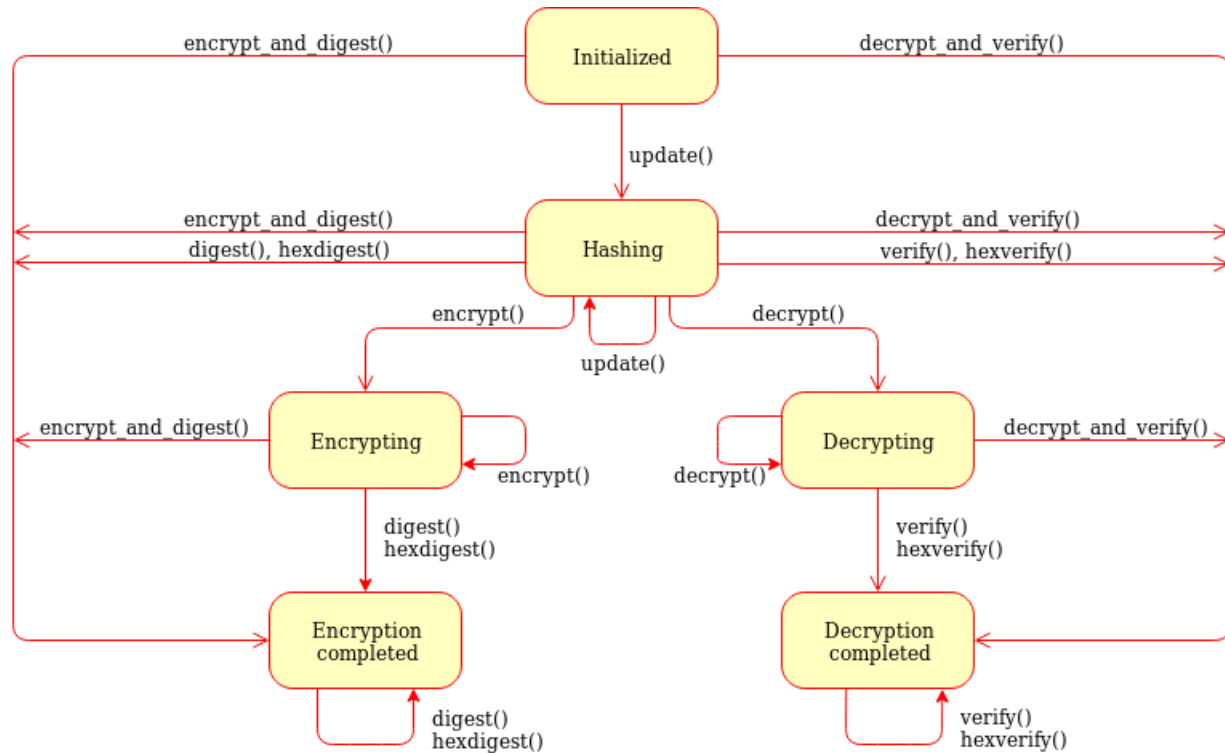 encrypt_and_digest()
Initialized
decrypt_and_verify()
update()
encrypt_and_digest()
decrypt_and_verify()
digest(), hexdigest()
Hashing
verify(), hexverify()
encrypt()
decrypt()
update()
encrypt_and_digest()
Encrypting
encrypt()
Decrypting
decrypt()
decrypt_and_verify()
digest()
hexdigest()
verify()
hexverify()
Encryption
completed
Decryption
completed
digest()
hexdigest()
verify()
hexverify()